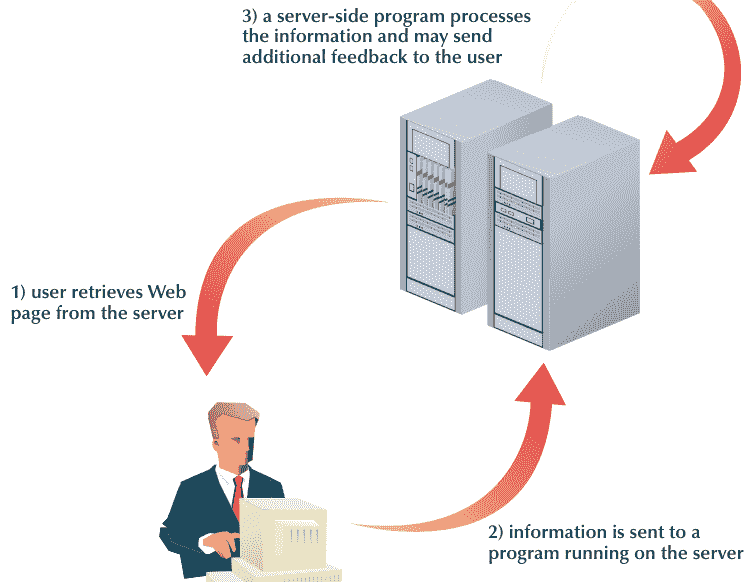 3) a server-side program processes
the information and may send
additional feedback to the user
1) user retrieves Web
page from the server
2) information is sent to a
program running on the server